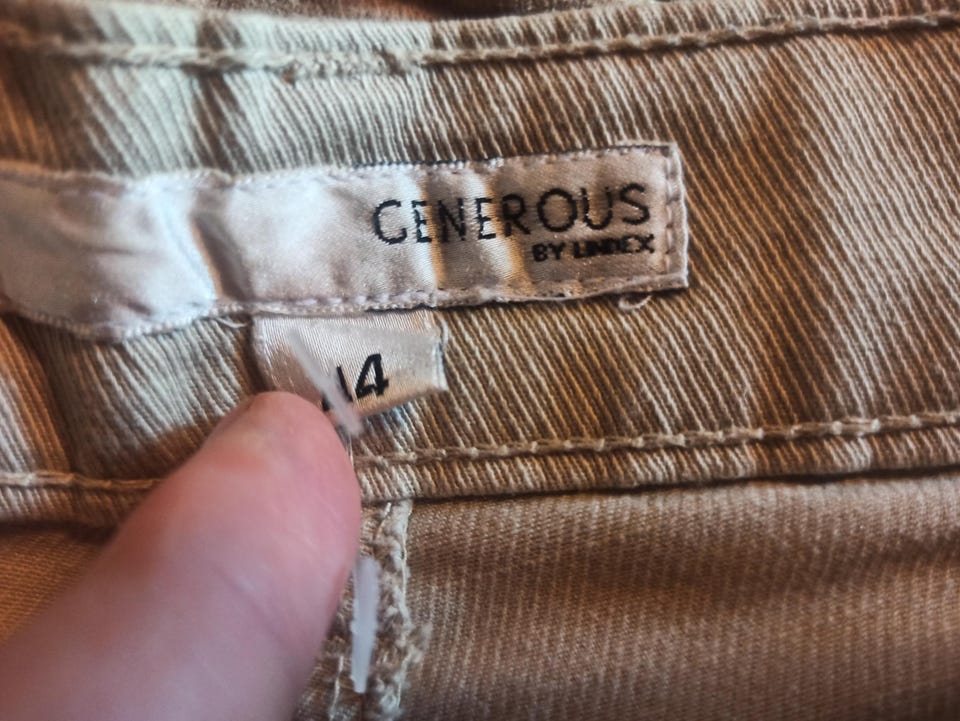 GENEROUS
BY LINDEX
44